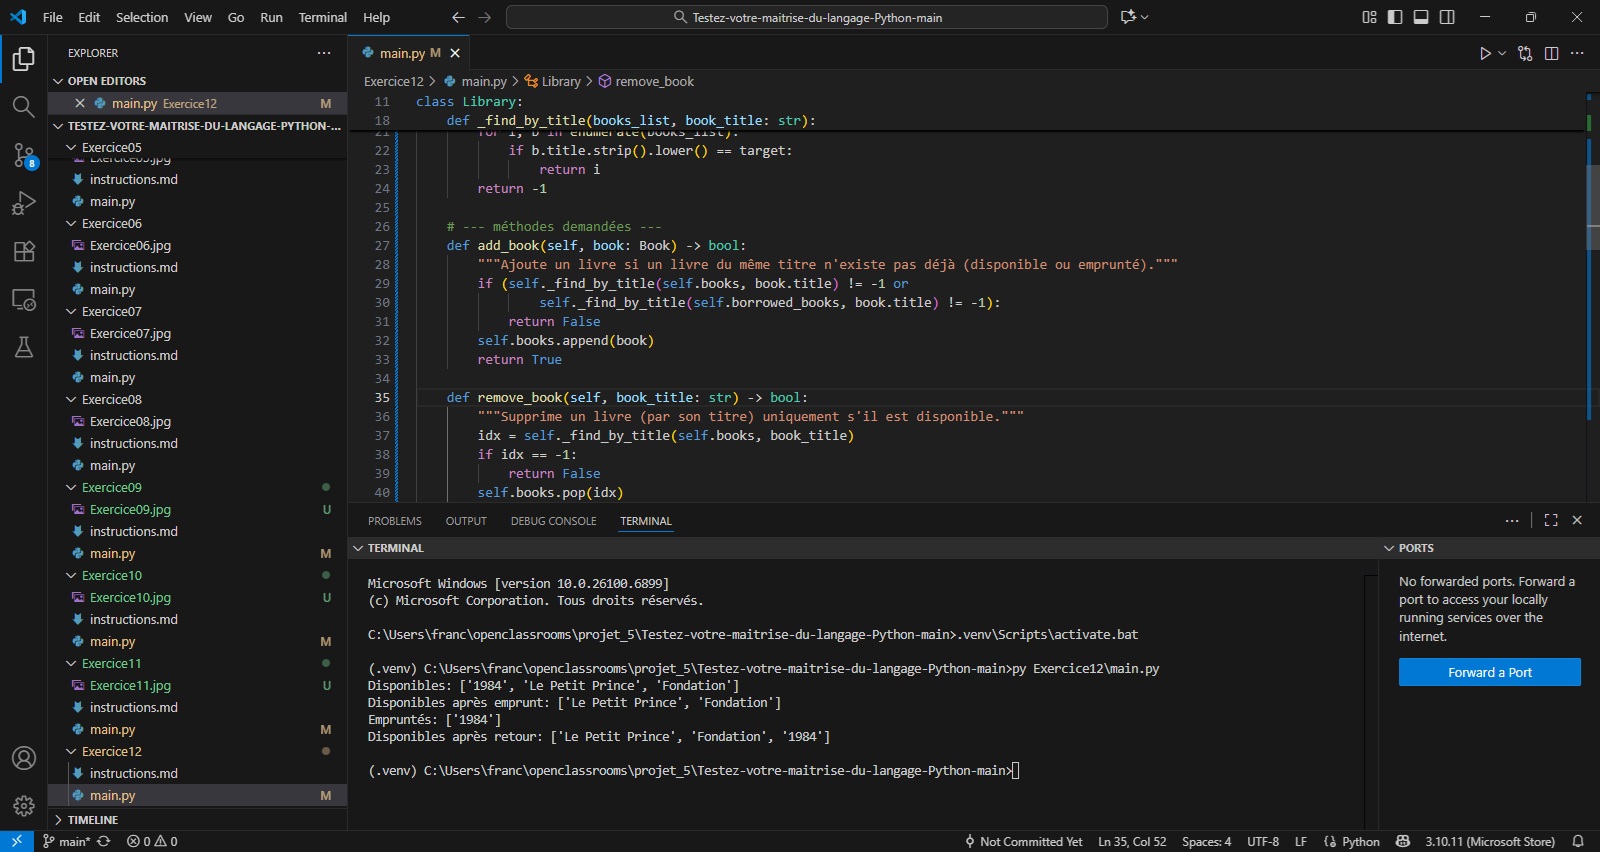 File Edit Selection View Go Run Terminal Help
Testez-votre-maitrise-du-langage-Python-main
EXPLORER
OPEN EDITORS
main.py Exercice12 M
TESTEZ-VOTRE-MAITRISE-DU-LANGAGE-PYTHON-...
Exercice05
Exercice05.jpg
instructions.md
main.py
Exercice06
Exercice06.jpg
instructions.md
main.py
Exercice07
Exercice07.jpg
instructions.md
main.py
Exercice08
Exercice08.jpg
instructions.md
main.py
Exercice09
Exercice09.jpg U
instructions.md
main.py M
Exercice10
Exercice10.jpg U
instructions.md
main.py M
Exercice11
Exercice11.jpg U
instructions.md
main.py M
Exercice12
instructions.md
main.py M
TIMELINE
8
main.py M
Exercice12 > main.py > Library > remove_book
11 class Library:
18 def _find_by_title(books_list, book_title: str):
21 for i, b in enumerate(books_list):
22 if b.title.strip().lower() == target:
23 return i
24 return -1
25
26 # --- méthodes demandées ---
27 def add_book(self, book: Book) -> bool:
28 """Ajoute un livre si un livre du même titre n'existe pas déjà (disponible ou emprunté)."""
29 if (self._find_by_title(self.books, book.title) != -1 or
30 self._find_by_title(self.borrowed_books, book.title) != -1):
31 return False
32 self.books.append(book)
33 return True
34
35 def remove_book(self, book_title: str) -> bool:
36 """Supprime un livre (par son titre) uniquement s'il est disponible."""
37 idx = self._find_by_title(self.books, book_title)
38 if idx == -1:
39 return False
40 self.books.pop(idx)
PROBLEMS OUTPUT DEBUG CONSOLE TERMINAL
TERMINAL
Microsoft Windows [version 10.0.26100.6899]
(c) Microsoft Corporation. Tous droits réservés.
C:\Users\franc\openclassrooms\projet_5\Testez-votre-maitrise-du-langage-Python-main>.venv\Scripts\activate.bat
(.venv) C:\Users\franc\openclassrooms\projet_5\Testez-votre-maitrise-du-langage-Python-main>py Exercice12\main.py
Disponibles: ['1984', 'Le Petit Prince', 'Fondation']
Disponibles après emprunt: ['Le Petit Prince', 'Fondation']
Empruntés: ['1984']
Disponibles après retour: ['Le Petit Prince', 'Fondation', '1984']
(.venv) C:\Users\franc\openclassrooms\projet_5\Testez-votre-maitrise-du-langage-Python-main>
PORTS
No forwarded ports. Forward a
port to access your locally
running services over the
internet.
Forward a Port
main* 0 0
Not Committed Yet Ln 35, Col 52 Spaces: 4 UTF-8 LF Python 3.10.11 (Microsoft Store)